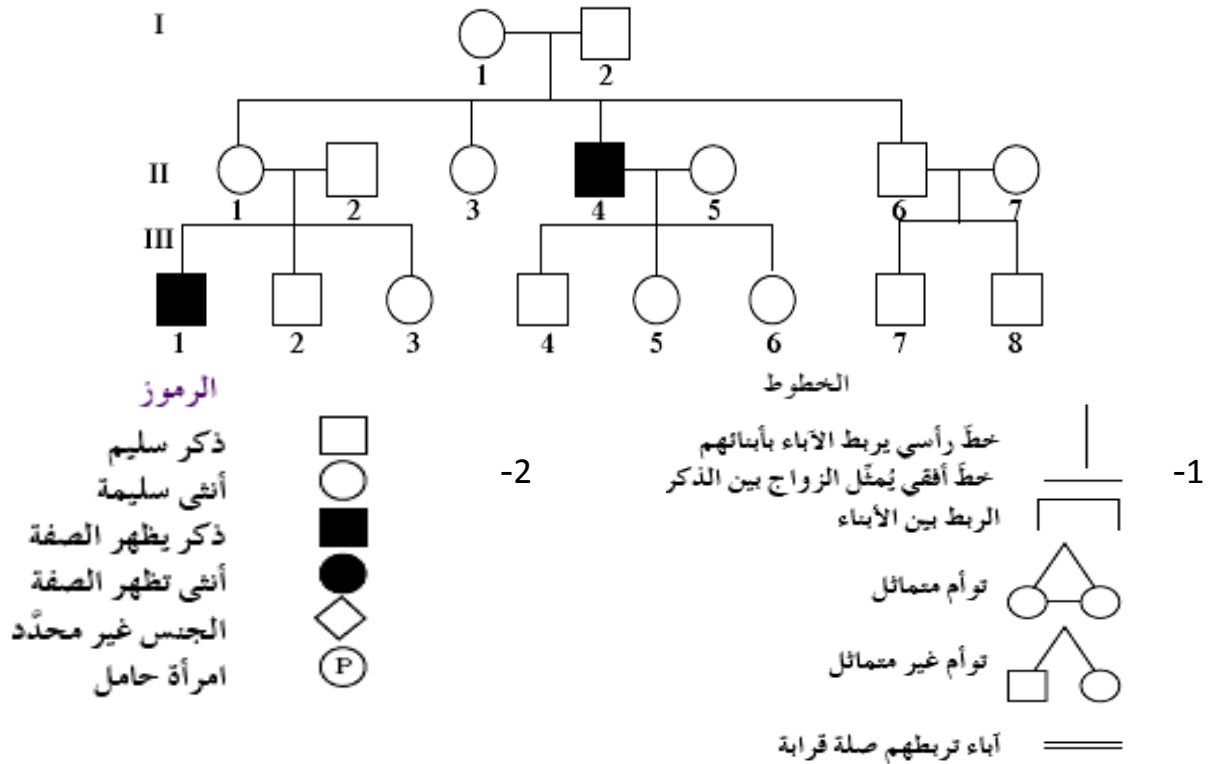 I
1 2
II
1 2 3 4 5 6 7
III
1 2 3 4 5 6 7 8
الخطوط
-1
خطّ رأسي يربط الآباء بأبنائهم
خطّ أفقي يُمثّل الزواج بين الذكر
الربط بين الأبناء
توأم متماثل
توأم غير متماثل
آباء تربطهم صلة قرابة
الرموز
-2
ذكر سليم
أنثى سليمة
ذكر يظهر الصفة
أنثى تظهر الصفة
الجنس غير محدَّد
امرأة حامل
P